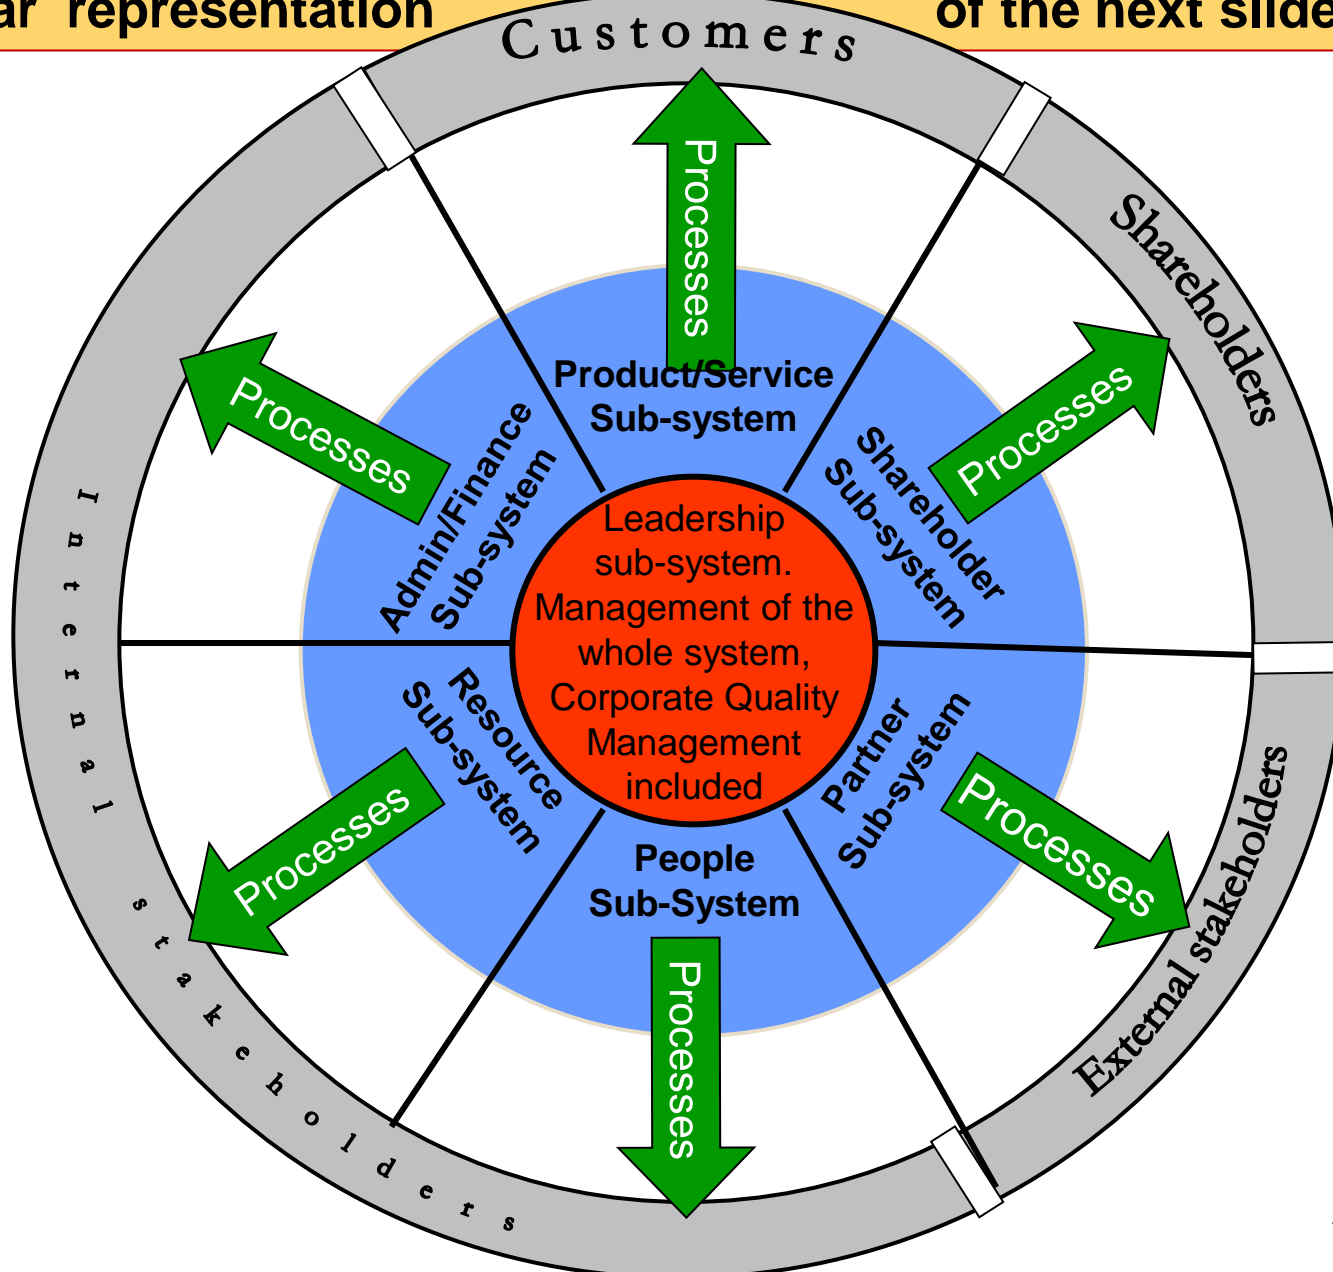 representation
of the next slide
Customers
Shareholders
External stakeholders
Internal stakeholders
Processes
Processes
Processes
Processes
Processes
Processes
Product/Service
Sub-system
Shareholder
Sub-system
Partner
Sub-system
People
Sub-System
Resource
Sub-system
Admin/Finance
Sub-system
Leadership
sub-system.
Management of the
whole system,
Corporate Quality
Management
included